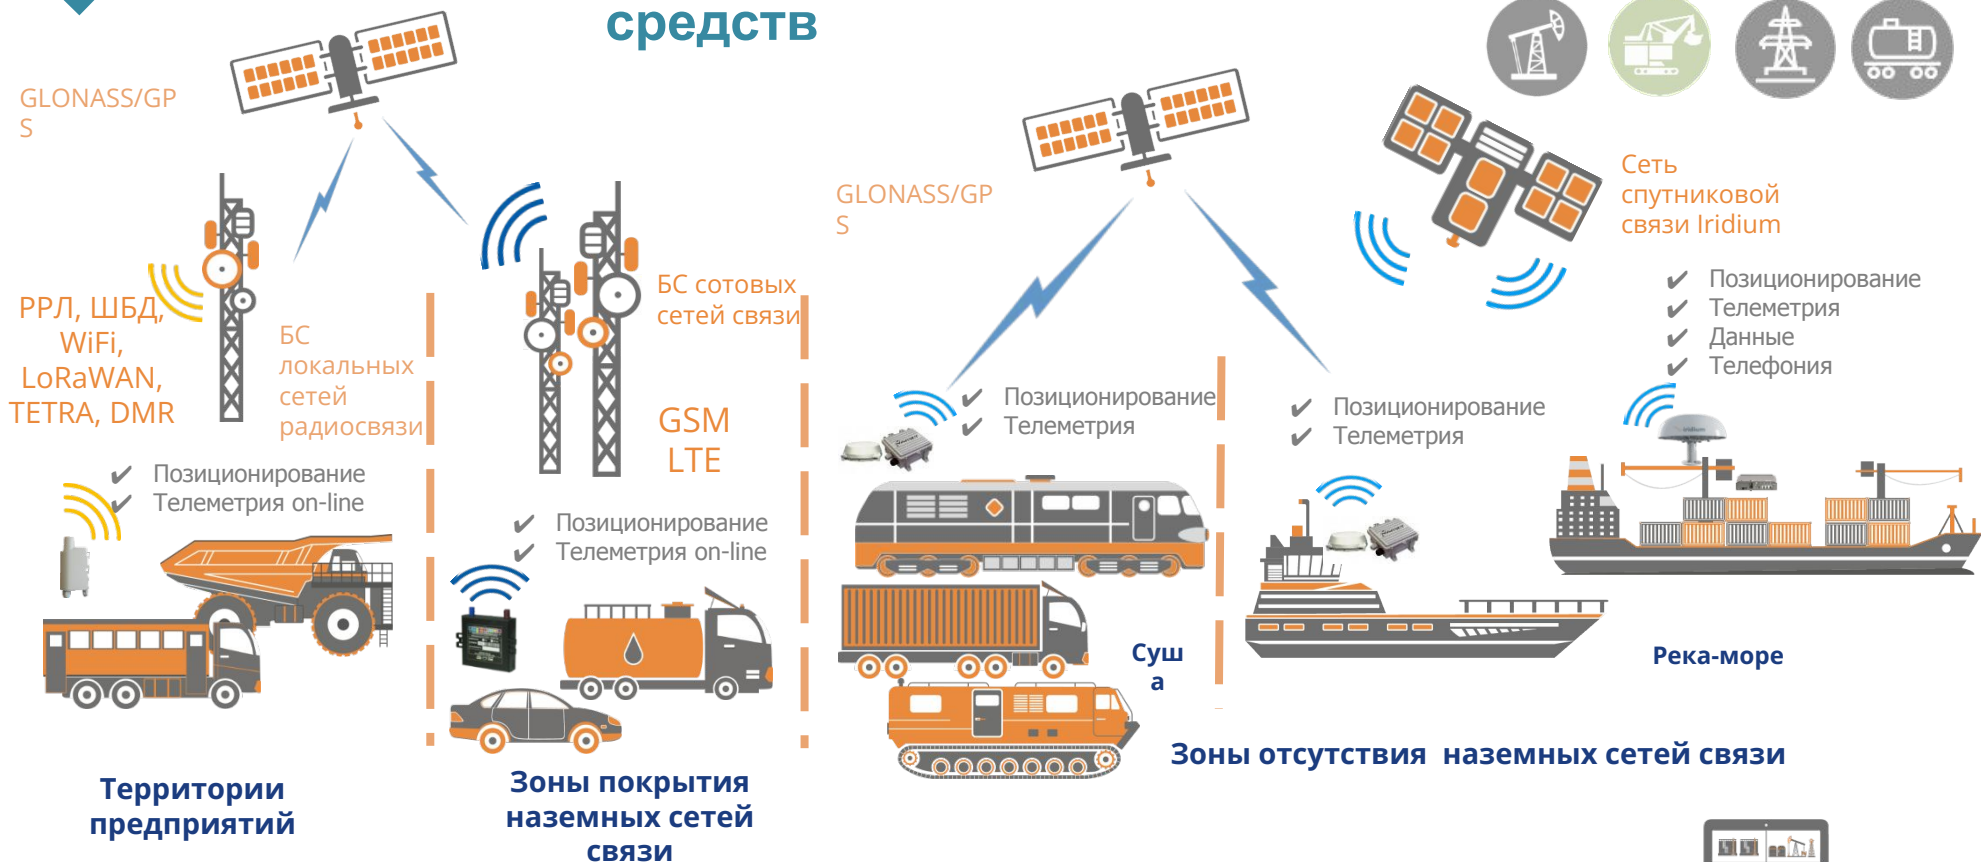 средств
GLONASS/GP
S
РРЛ, ШБД,
WiFi,
LoRaWAN,
TETRA, DMR
БС
локальных
сетей
радиосвязи
✔ Позиционирование
✔ Телеметрия on-line
Территории
предприятий
БС сотовых
сетей связи
GSM
LTE
✔ Позиционирование
✔ Телеметрия on-line
Зоны покрытия
наземных сетей
связи
GLONASS/GP
S
✔ Позиционирование
✔ Телеметрия
Суш
а
✔ Позиционирование
✔ Телеметрия
Сеть
спутниковой
связи Iridium
✔ Позиционирование
✔ Телеметрия
✔ Данные
✔ Телефония
Iridium
Река-море
Зоны отсутствия наземных сетей связи